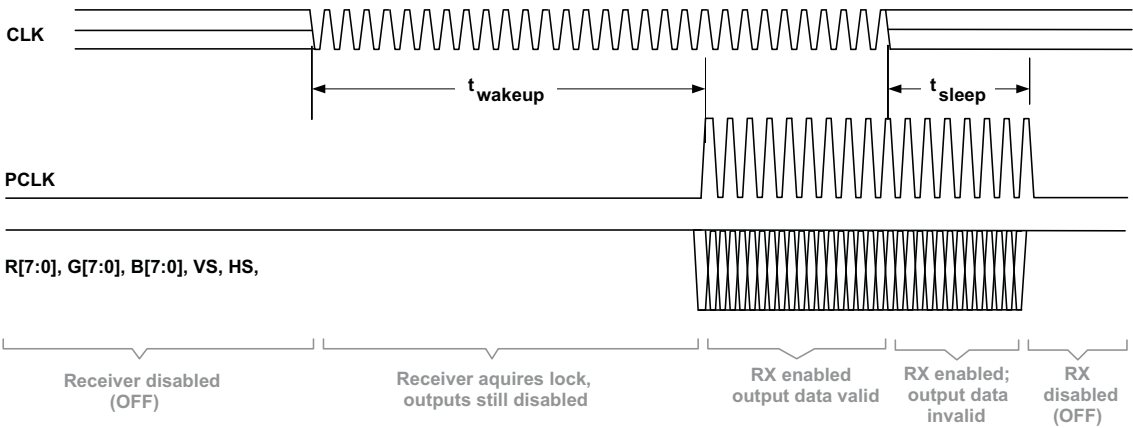 CLK
t wakeup
t sleep
PCLK
R[7:0], G[7:0], B[7:0], VS, HS,
Receiver disabled
(OFF)
Receiver aquires lock,
outputs still disabled
RX enabled
output data valid
RX enabled;
output data
invalid
RX
disabled
(OFF)